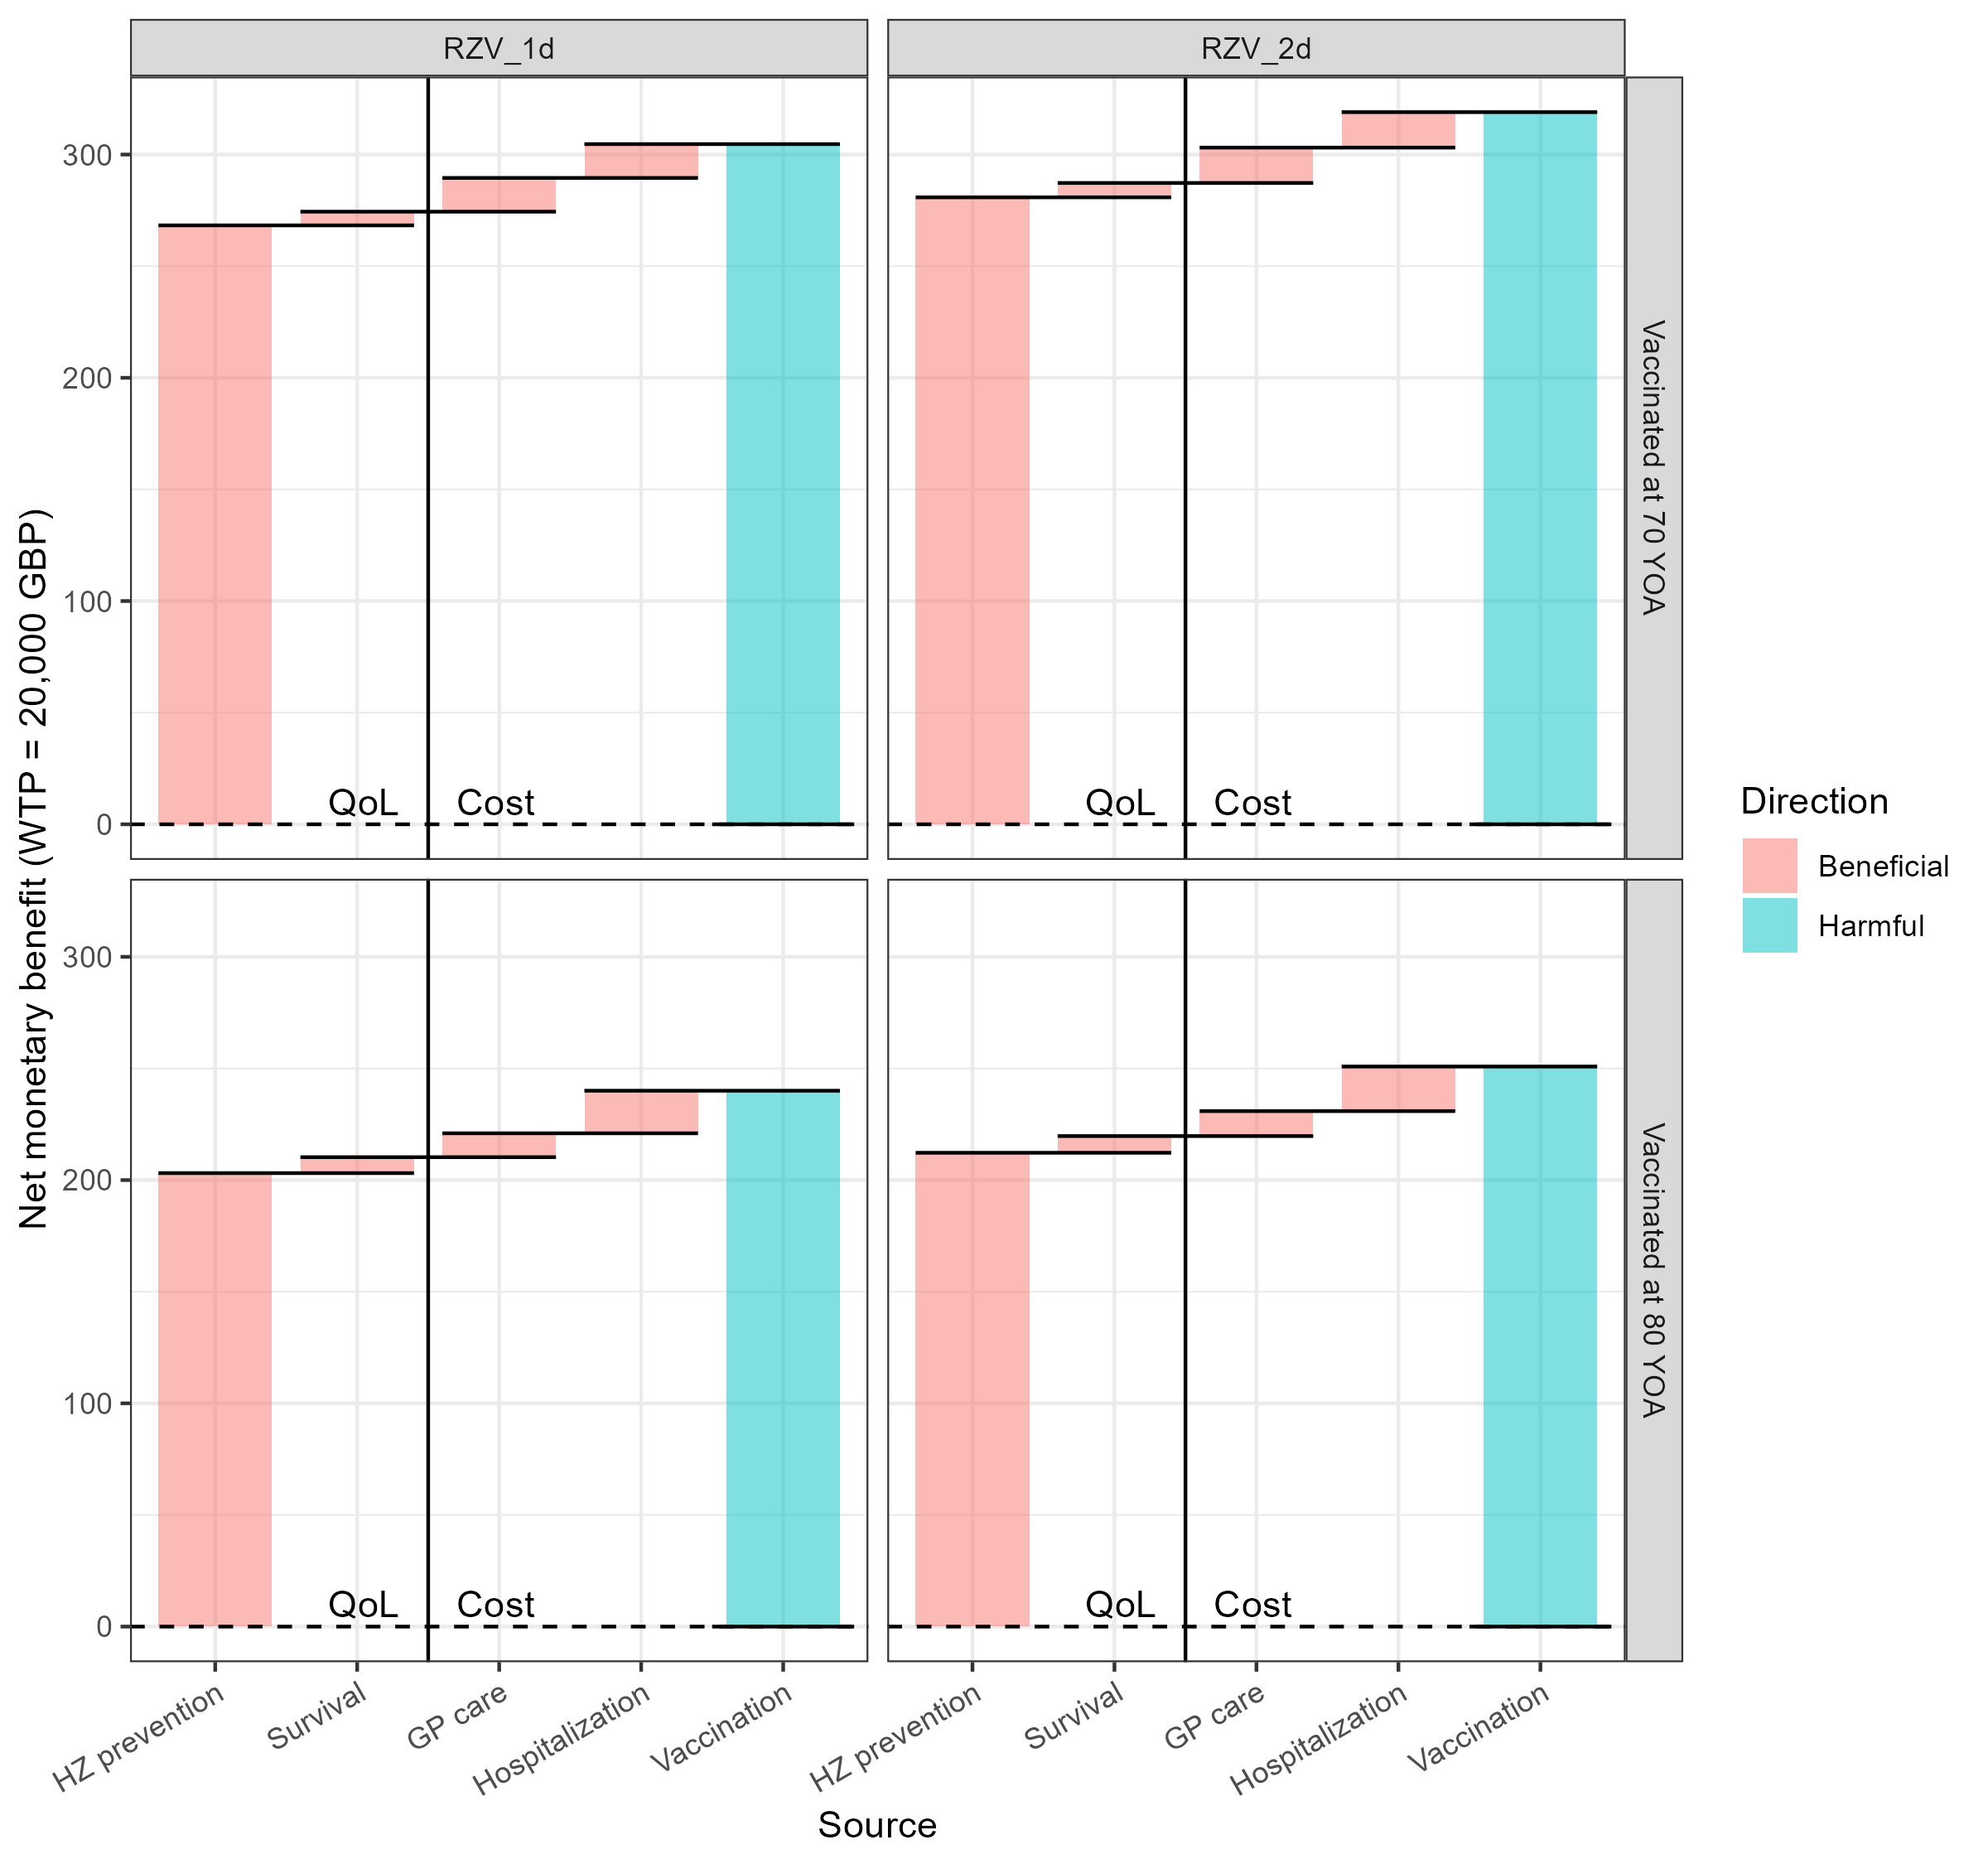 RZV_1d
RZV_2d
Net monetary benefit (WTP = 20,000 GBP)
300
200
100
0
QoL
Cost
QoL
Cost
Vaccinated at 70 YOA
300
200
100
0
QoL
Cost
QoL
Cost
Vaccinated at 80 YOA
HZ prevention
Survival
GP care
Hospitalization
Vaccination
HZ prevention
Survival
GP care
Hospitalization
Vaccination
Source
Direction
Beneficial
Harmful